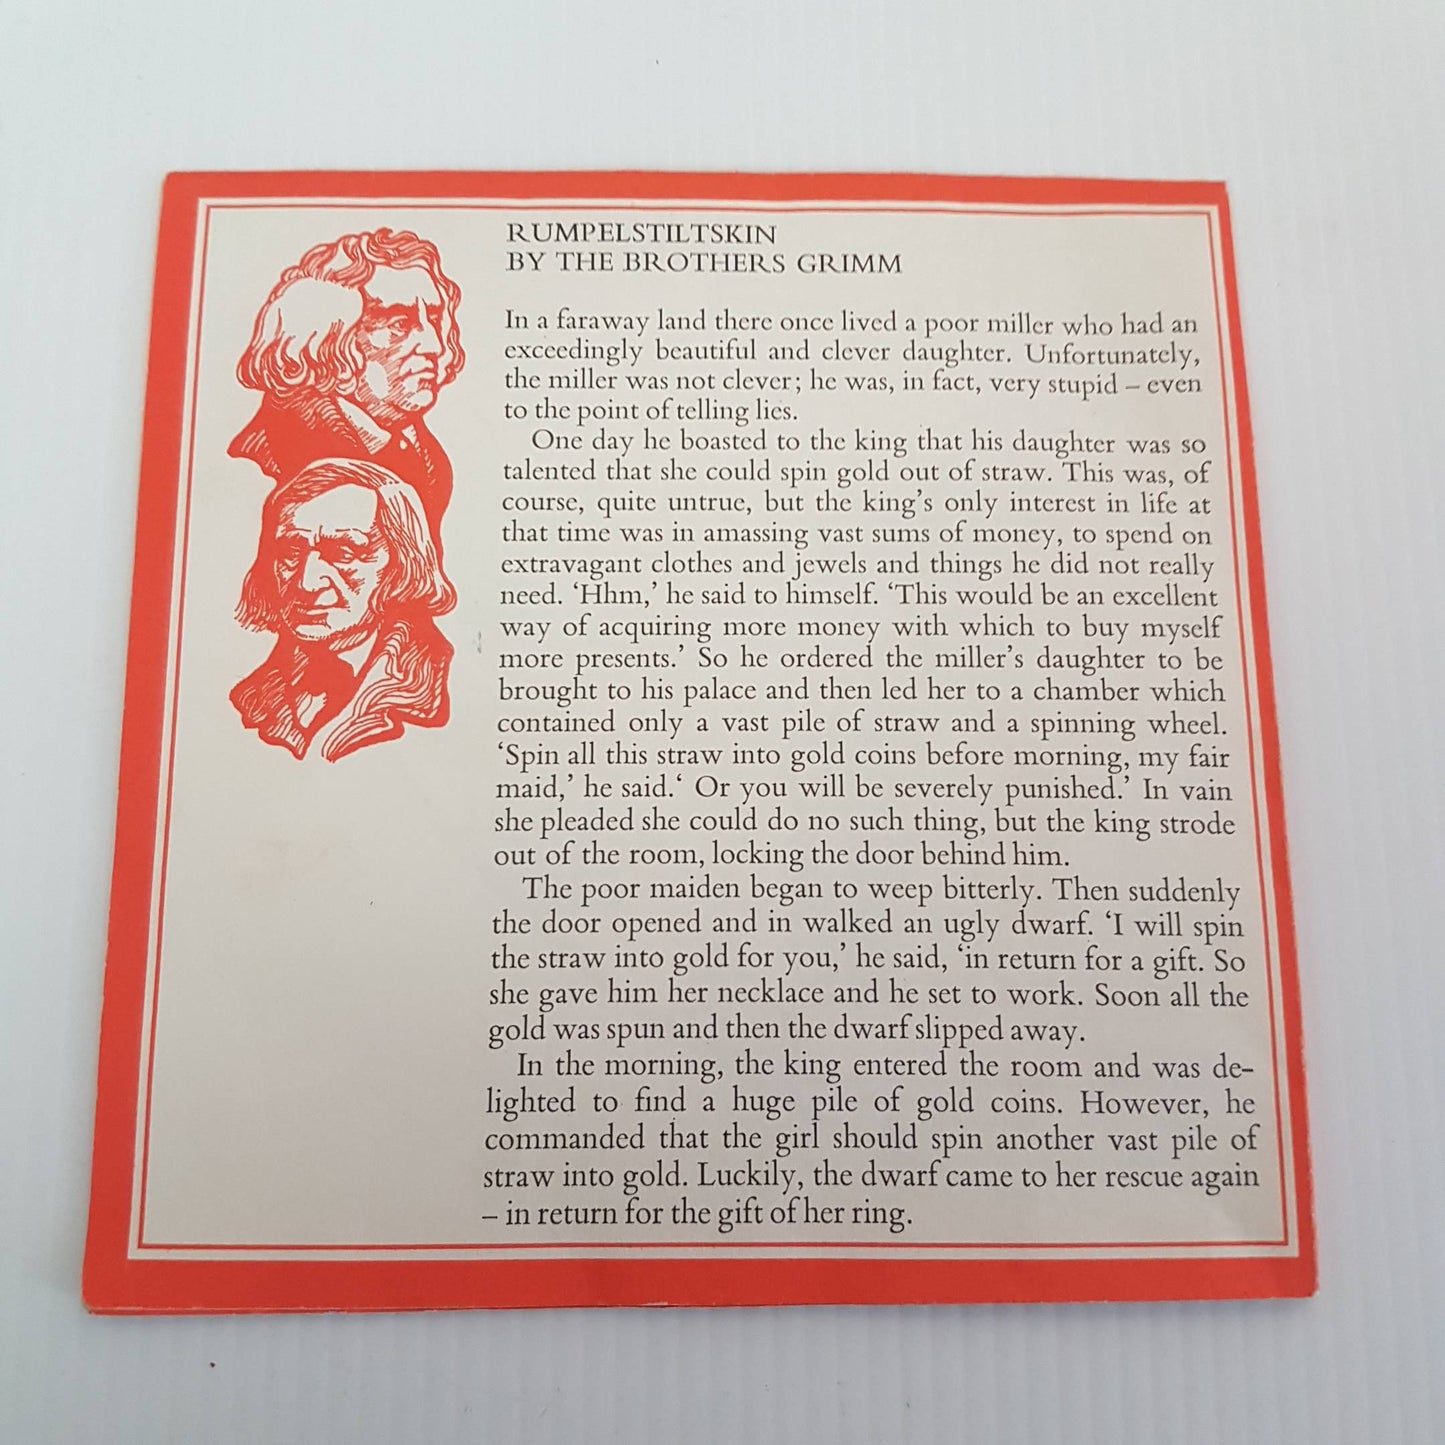 RUMPELSTILTSKIN
BY THE BROTHERS GRIMM
In a faraway land there once lived a poor miller who had an
exceedingly beautiful and clever daughter. Unfortunately,
the miller was not clever; he was, in fact, very stupid – even
to the point of telling lies.
One day he boasted to the king that his daughter was so
talented that she could spin gold out of straw. This was, of
course, quite untrue, but the king’s only interest in life at
that time was in amassing vast sums of money, to spend on
extravagant clothes and jewels and things he did not really
need. ‘Hhm,’ he said to himself. ‘This would be an excellent
way of acquiring more money with which to buy myself
more presents.’ So he ordered the miller’s daughter to be
brought to his palace and then led her to a chamber which
contained only a vast pile of straw and a spinning wheel.
‘Spin all this straw into gold coins before morning, my fair
maid,’ he said.‘ Or you will be severely punished.’ In vain
she pleaded she could do no such thing, but the king strode
out of the room, locking the door behind him.
The poor maiden began to weep bitterly. Then suddenly
the door opened and in walked an ugly dwarf. ‘I will spin
the straw into gold for you,’ he said, ‘in return for a gift. So
she gave him her necklace and he set to work. Soon all the
gold was spun and then the dwarf slipped away.
In the morning, the king entered the room and was de-
lighted to find a huge pile of gold coins. However, he
commanded that the girl should spin another vast pile of
straw into gold. Luckily, the dwarf came to her rescue again
– in return for the gift of her ring.